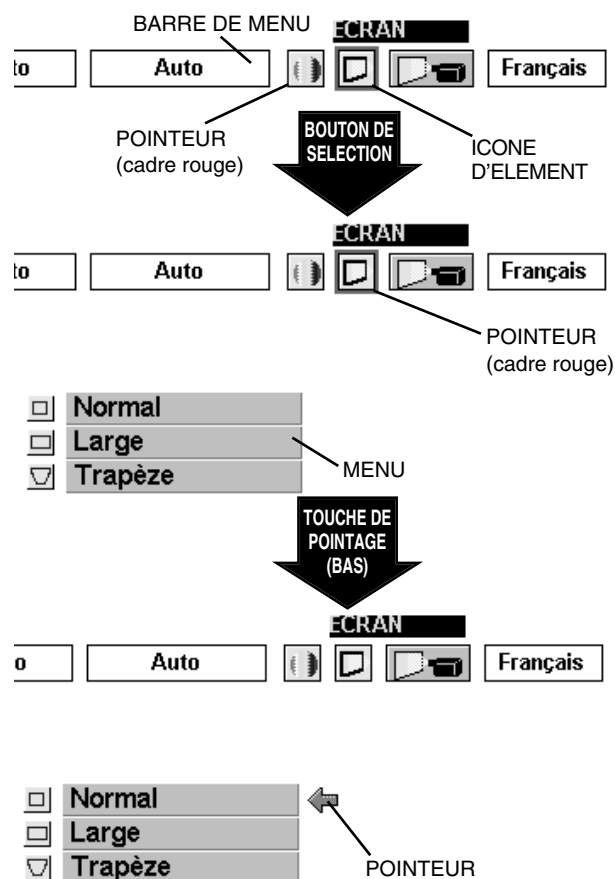 BARRE DE MENU
ECRAN
to
Auto
Français
POINTEUR
(cadre rouge)
BOUTON DE
SELECTION
ICONE
D'ELEMENT
ECRAN
to
Auto
Français
POINTEUR
(cadre rouge)
Normal
Large
Trapèze
MENU
TOUCHE DE
POINTAGE
(BAS)
ECRAN
o
Auto
Français
Normal
Large
Trapèze
POINTEUR